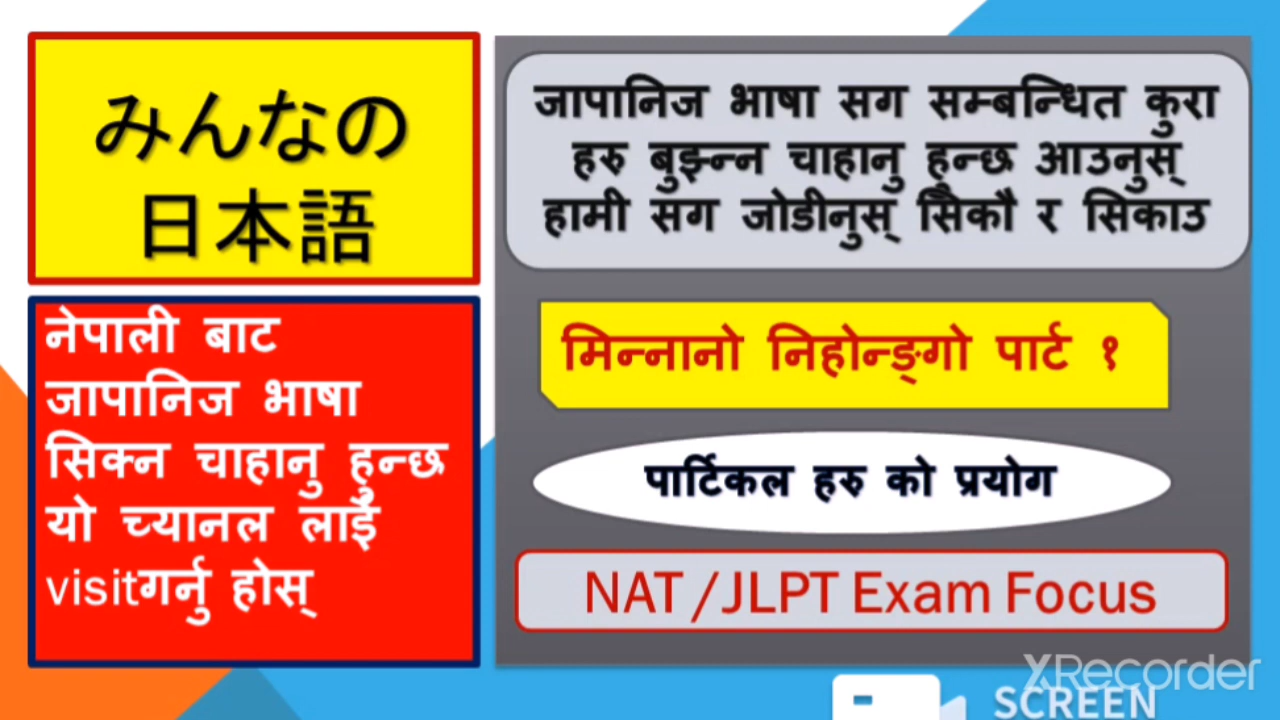 みんなの
日本語
नेपाली बाट
जापानिज भाषा
सिक्न चाहानु हुन्छ
यो च्यानल लाई
visitगर्नु होस्
जापानिज भाषा सग सम्बन्धित कुरा
हरु बुझ्न्न चाहानु हुन्छ आउनुस्
हामी सग जोडीनुस् सिकौ र सिकाउ
मिन्नानो निहोन्ङ्गो पार्ट १
पार्टिकल हरु को प्रयोग
NAT /JLPT Exam Focus
XRecorder
SCREEN